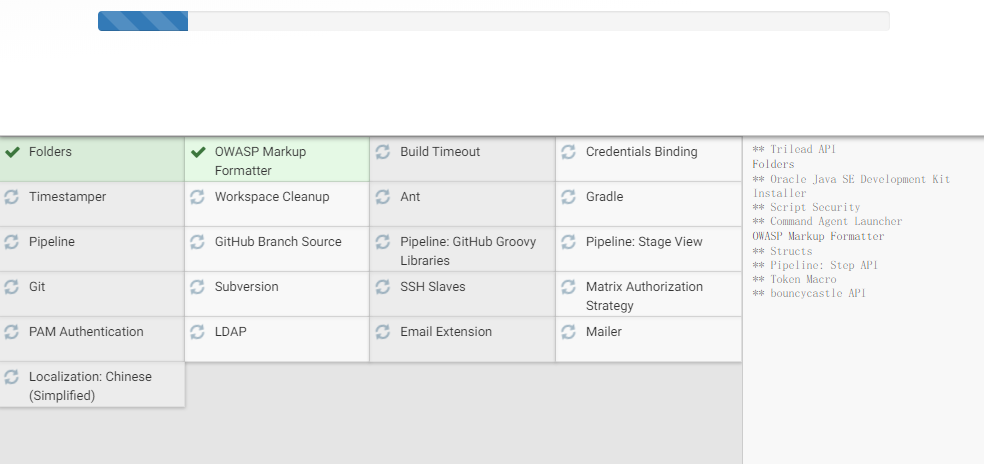 Folders
OWASP Markup
Formatter
Build Timeout
Credentials Binding
Timestamper
Workspace Cleanup
Ant
Gradle
Pipeline
GitHub Branch Source
Pipeline: GitHub Groovy
Libraries
Pipeline: Stage View
Git
Subversion
SSH Slaves
Matrix Authorization
Strategy
PAM Authentication
LDAP
Email Extension
Mailer
Localization: Chinese
(Simplified)
** Trilead API
Folders
** Oracle Java SE Development Kit
Installer
** Script Security
** Command Agent Launcher
OWASP Markup Formatter
** Structs
** Pipeline: Step API
** Token Macro
** bouncycastle API